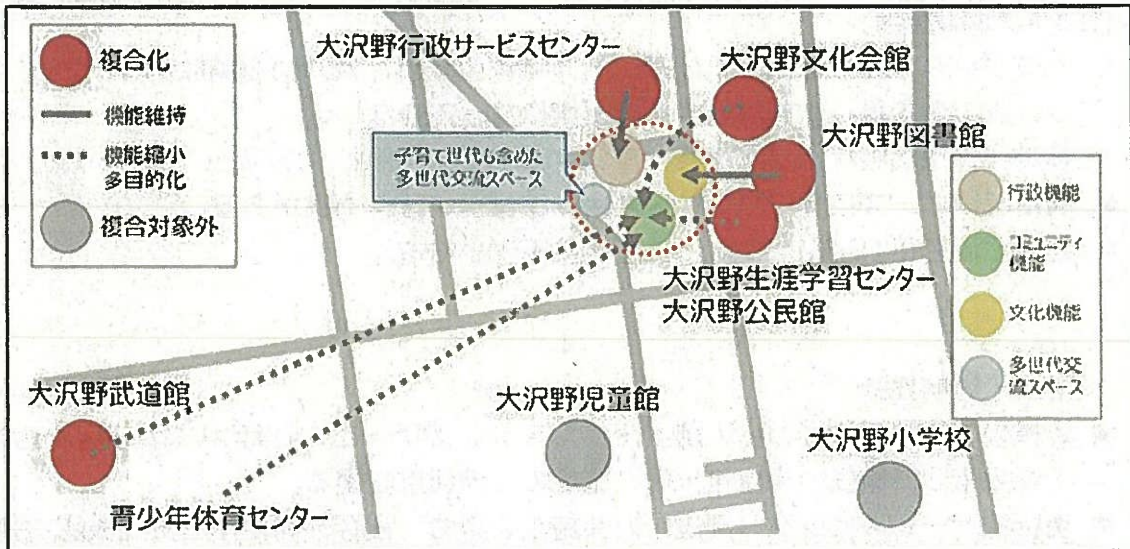 複合化
機能維持
機能縮小
多目的化
複合対象外
大沢野行政サービスセンター
大沢野文化会館
大沢野図書館
子育て世代も含めた
多世代交流スペース
行政機能
コミュニティ
機能
文化機能
多世代交
流スペース
大沢野生涯学習センター
大沢野公民館
大沢野武道館
大沢野児童館
大沢野小学校
青少年体育センター